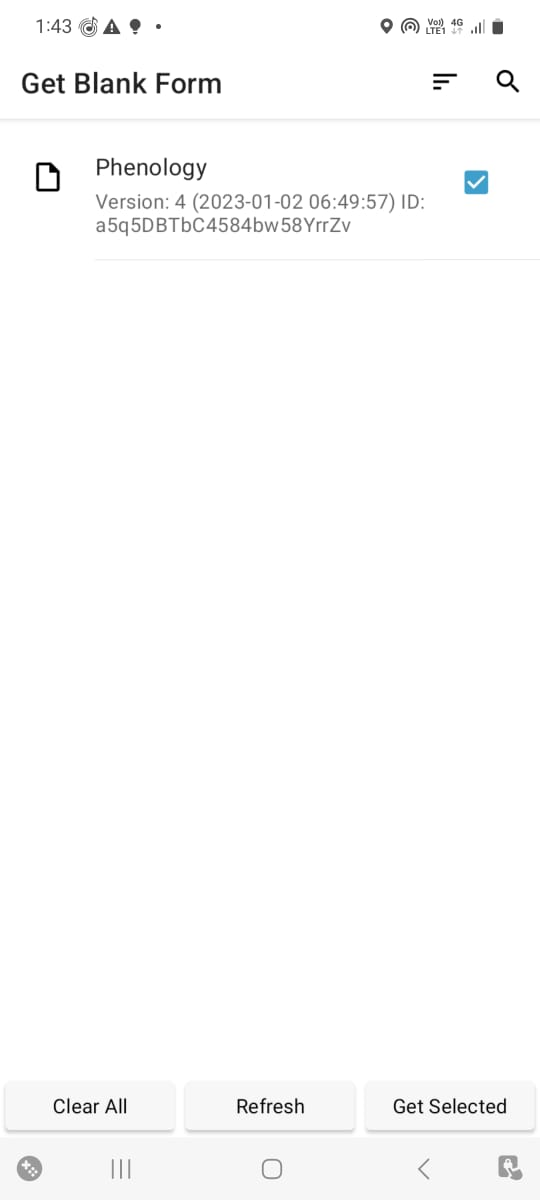 1:43
Vo)) 4G
LTE1
Get Blank Form
Phenology
Version: 4 (2023-01-02 06:49:57) ID:
a5q5DBTbC4584bw58YrrZv
Clear All Refresh Get Selected